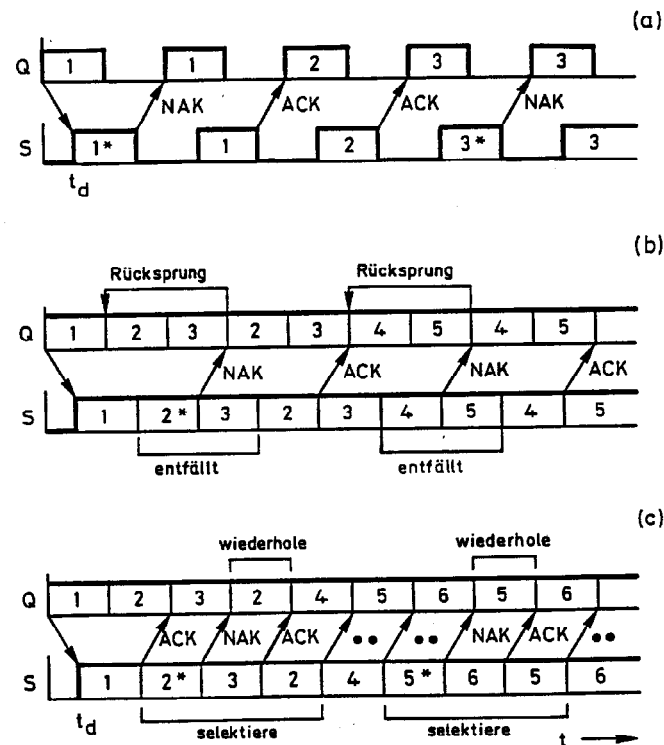 (a)
Q 1 1 2 3 3
NAK ACK ACK NAK
S 1* 1 2 3* 3
td
(b)
Rücksprung Rücksprung
Q 1 2 3 2 3 4 5 4 5
NAK ACK NAK ACK
S 1 2* 3 2 3 4 5 4 5
entfällt entfällt
(c)
wiederhole wiederhole
Q 1 2 3 2 4 5 6 5 6
ACK NAK ACK •• •• NAK ACK ••
S 1 2* 3 2 4 5* 6 5 6
td selektiere selektiere t